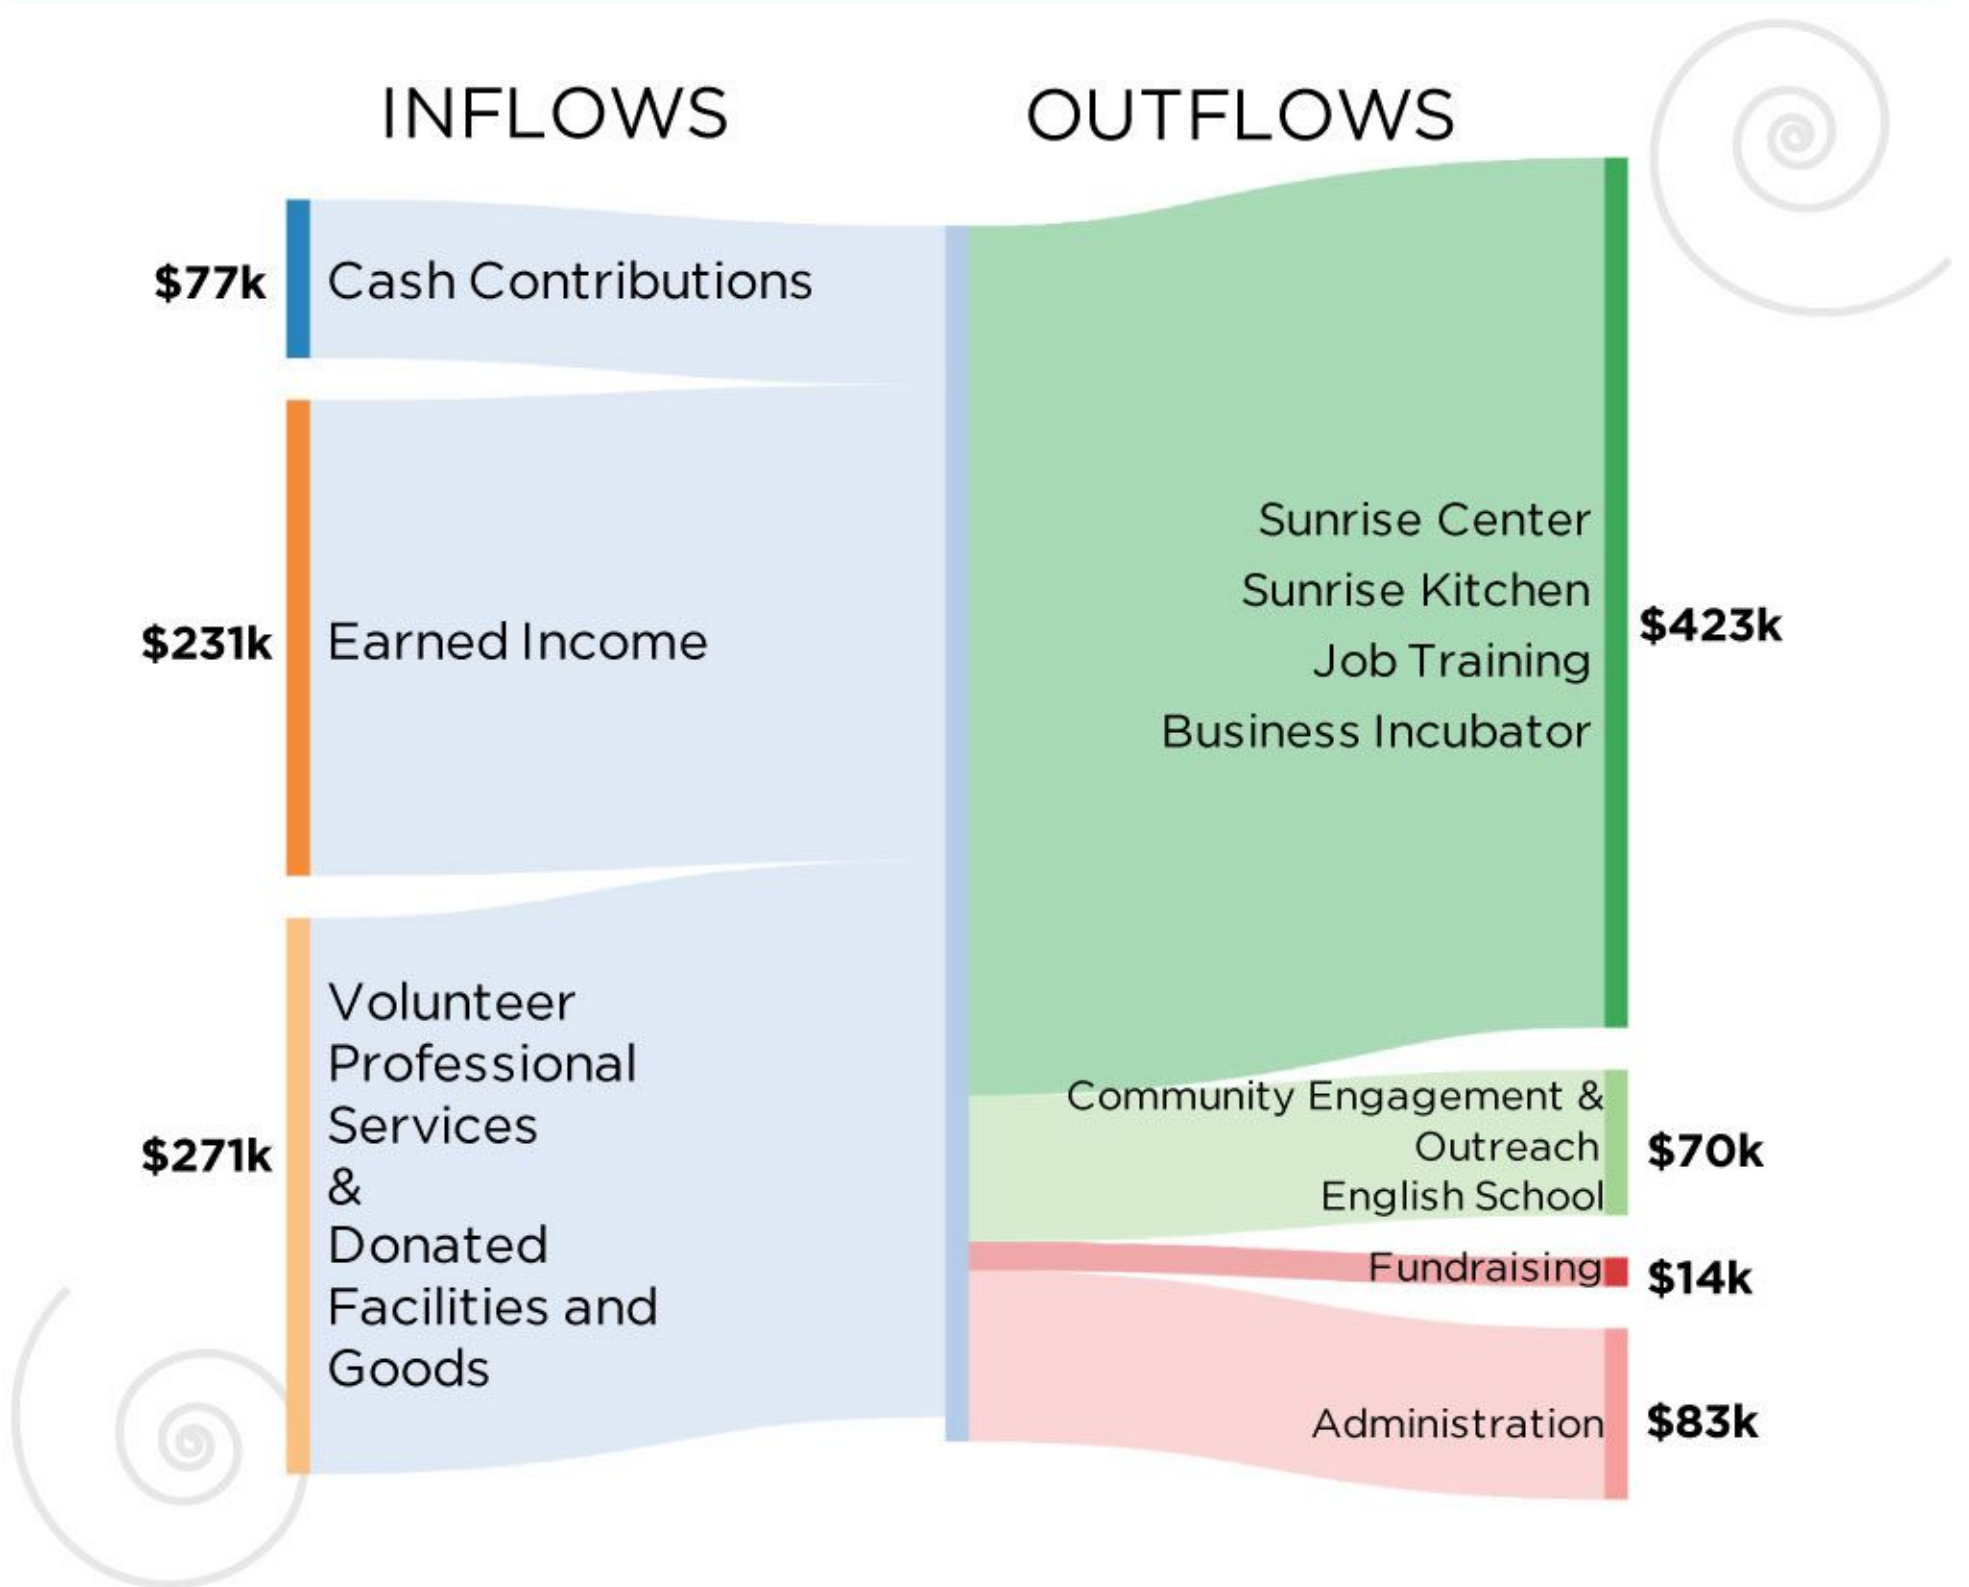 INFLOWS
OUTFLOWS
$77k
Cash Contributions
$231k
Earned Income
$271k
Volunteer
Professional
Services
&
Donated
Facilities and
Goods
Sunrise Center
Sunrise Kitchen
Job Training
Business Incubator
$423k
Community Engagement &
Outreach
English School
$70k
Fundraising
$14k
Administration
$83k